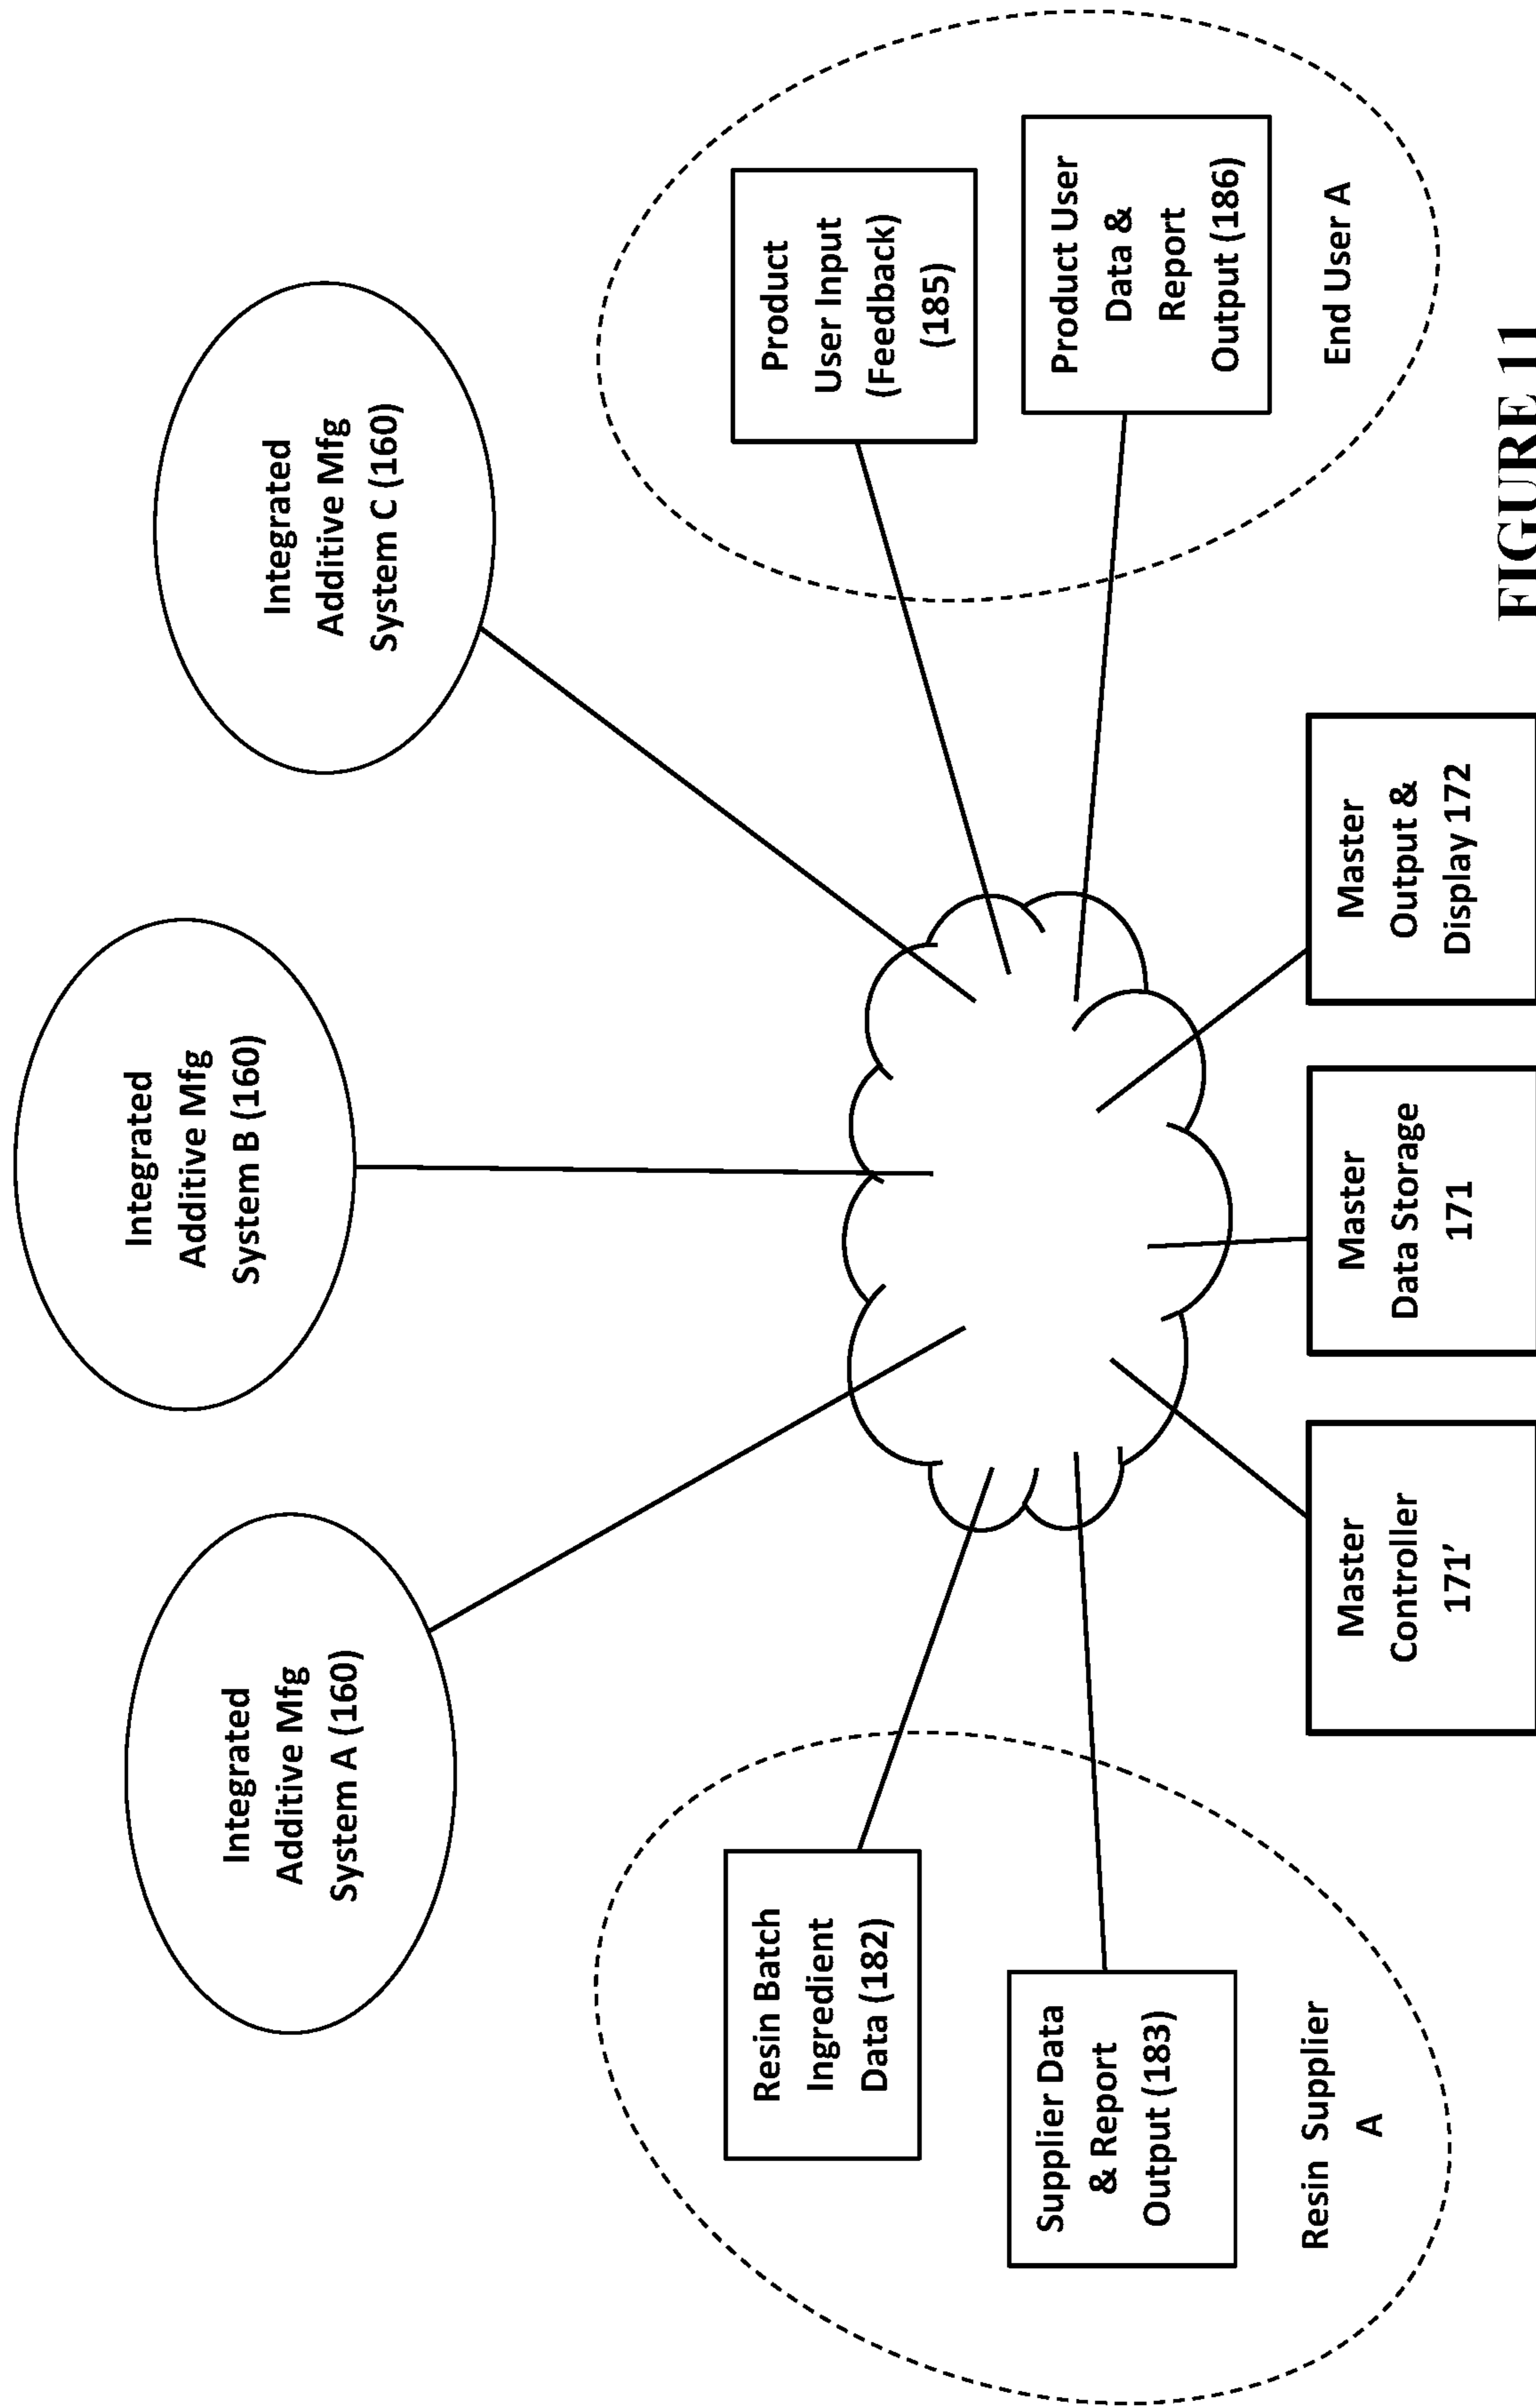 Integrated
Additive Mfg
System A (160)
Integrated
Additive Mfg
System B (160)
Integrated
Additive Mfg
System C (160)
Resin Batch
Ingredient
Data (182)
Supplier Data
& Report
Output (183)
Resin Supplier
A
Master
Controller
171’
Master
Data Storage
171
Master
Output &
Display 172
Product
User Input
(Feedback)
(185)
Product User
Data &
Report
Output (186)
End User A
FIGURE 11